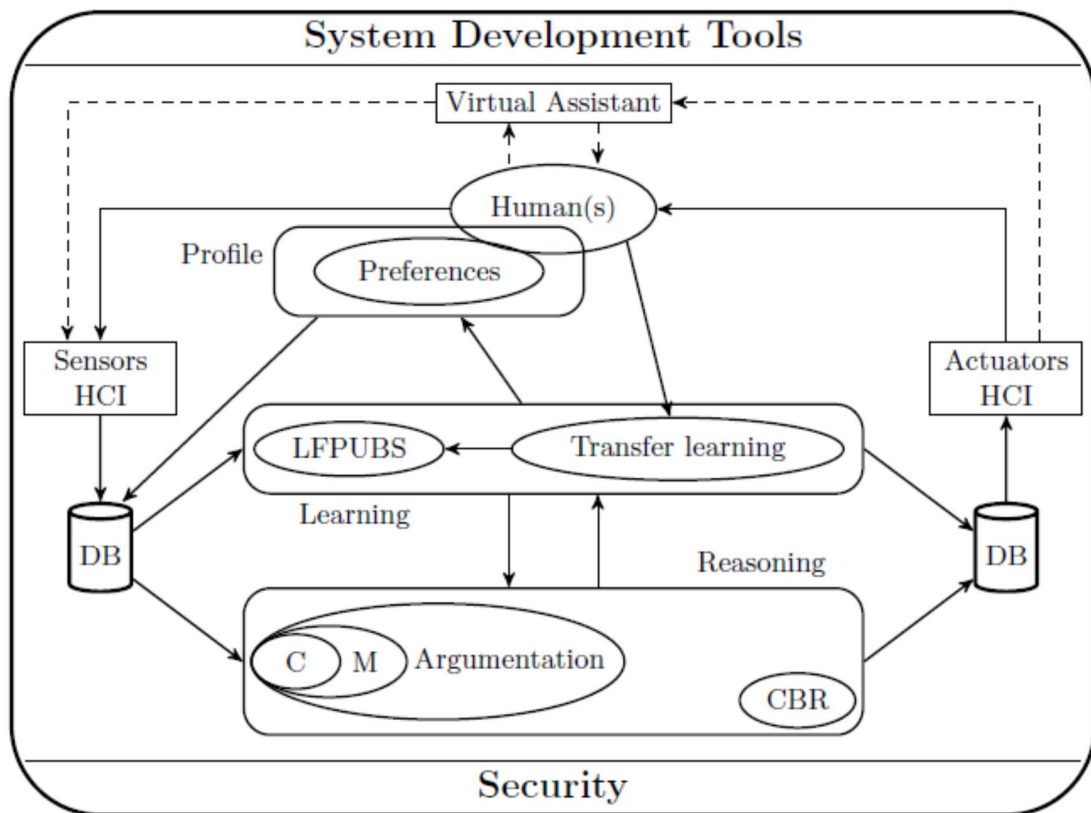 System Development Tools
Virtual Assistant
Human(s)
Profile
Preferences
Sensors
HCI
Actuators
HCI
LFPUBS
Transfer learning
Learning
DB
DB
Reasoning
C
M
Argumentation
CBR
Security